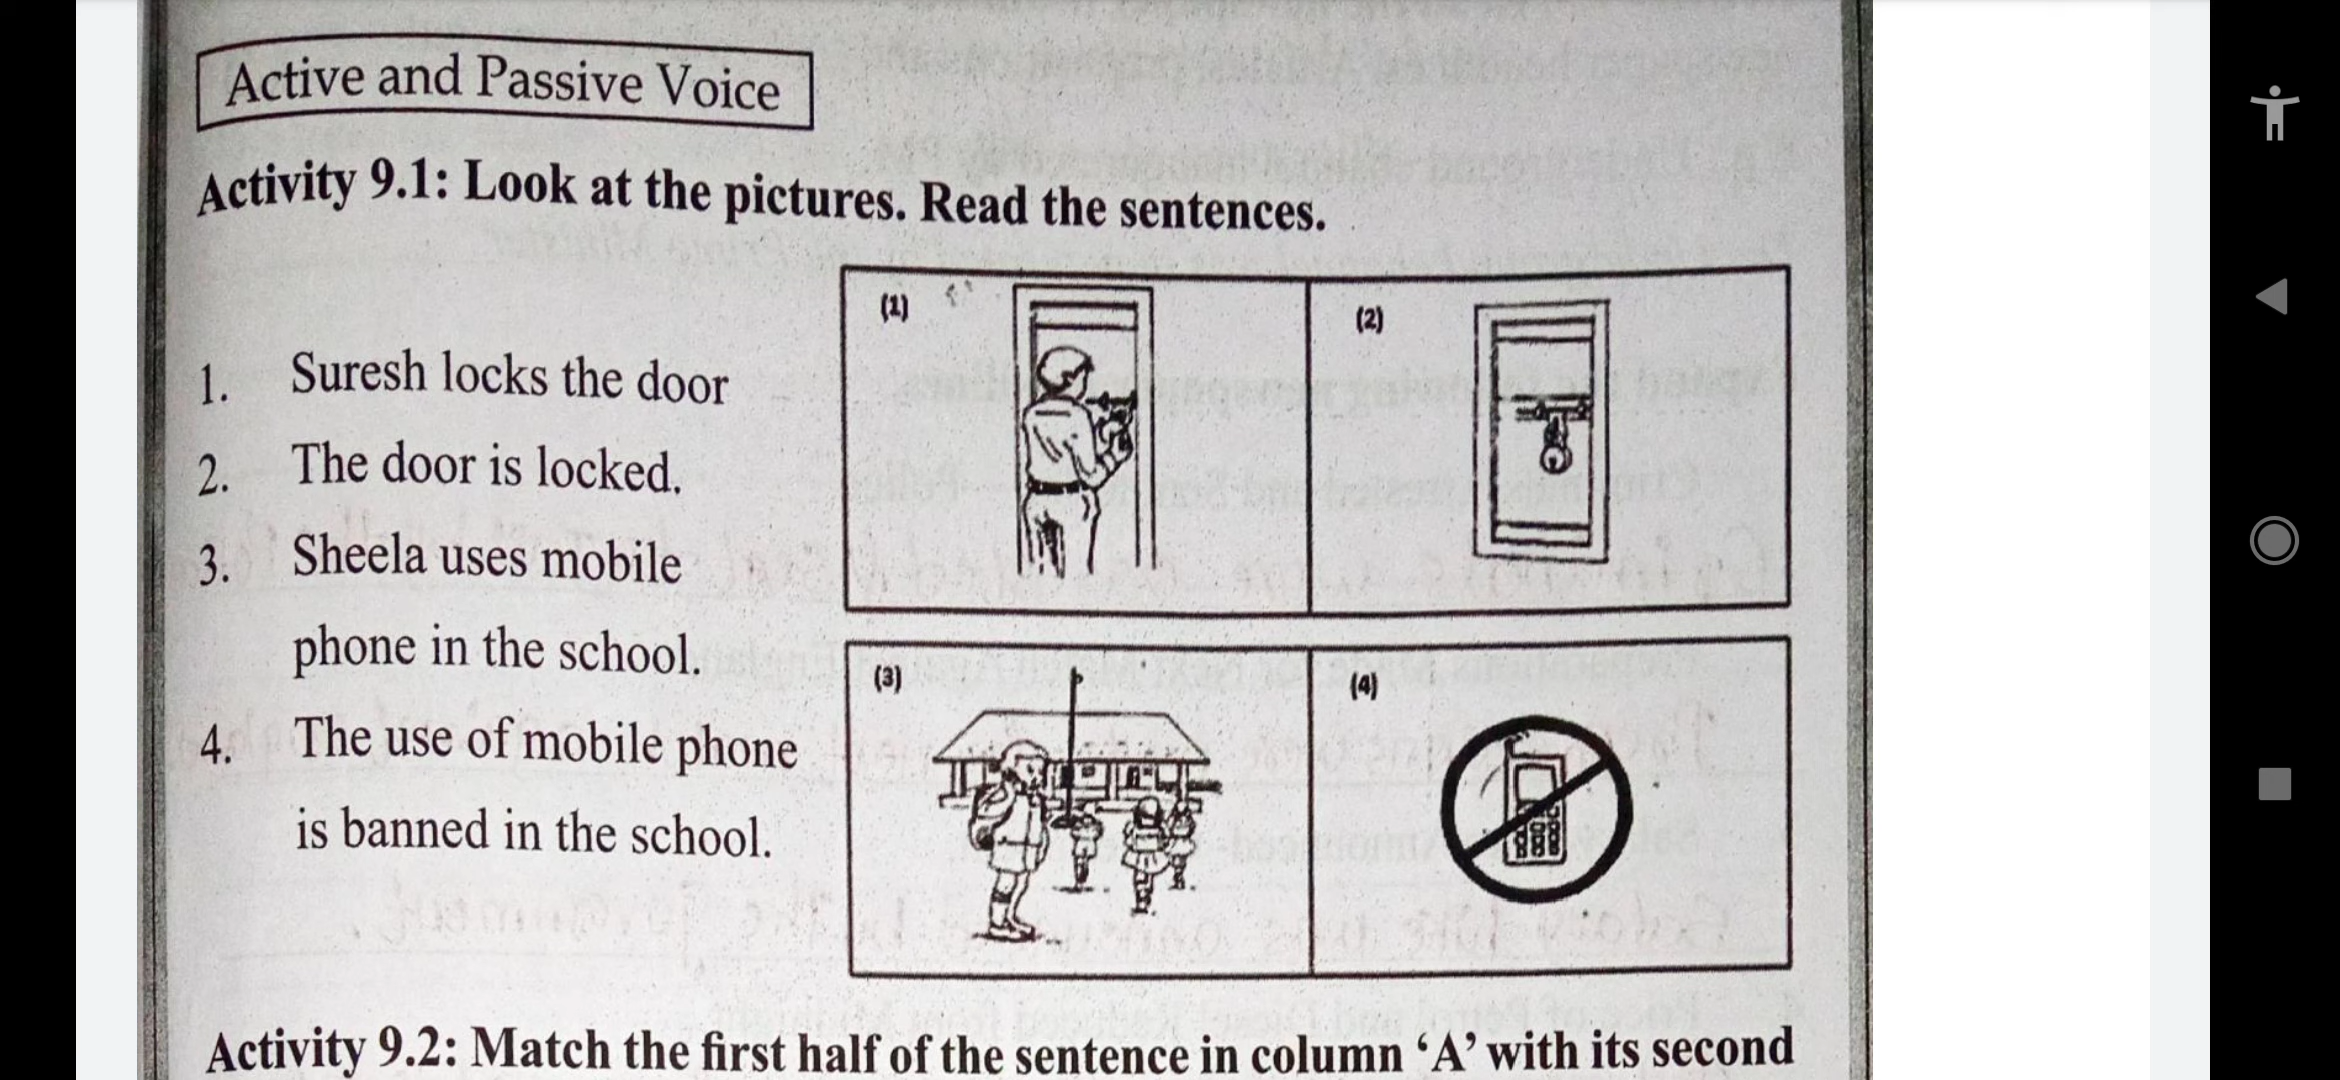 Active and Passive Voice
Activity 9.1: Look at the pictures. Read the sentences.
1. Suresh locks the door
2. The door is locked.
3. Sheela uses mobile
phone in the school.
4. The use of mobile phone
is banned in the school.
(1)
(2)
(3)
(4)
Activity 9.2: Match the first half of the sentence in column ‘A’ with its second